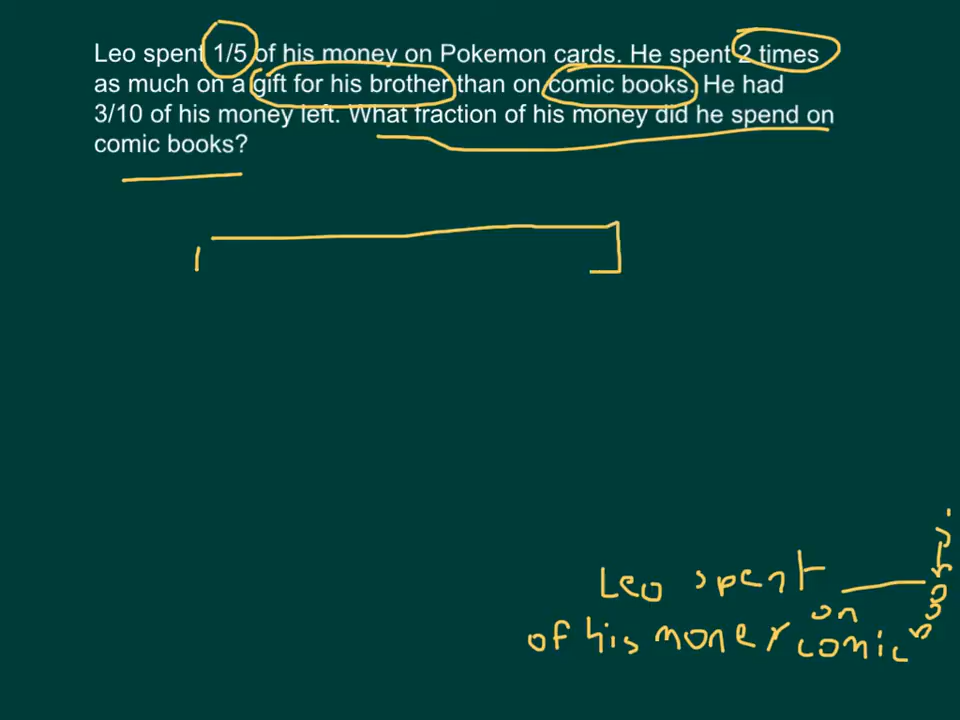 Leo spent 1/5 of his money on Pokemon cards. He spent 2 times
as much on a gift for his brother than on comic books. He had
3/10 of his money left. What fraction of his money did he spend on
comic books?
Leo spent ____
of his money on comic books.